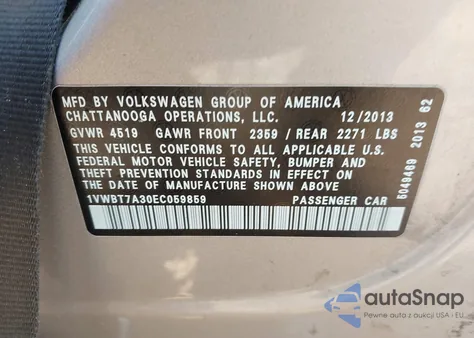 MFD BY VOLKSWAGEN GROUP OF AMERICA
CHATTANOOGA OPERATIONS, LLC. 12/2013
GVWR 4519 GAWR FRONT 2359 / REAR 2271 LBS
THIS VEHICLE CONFORMS TO ALL APPLICABLE U.S.
FEDERAL MOTOR VEHICLE SAFETY, BUMPER AND
THEFT PREVENTION STANDARDS IN EFFECT ON THE
DATE OF MANUFACTURE SHOWN ABOVE.
1VWBT7A30EC059859 PASSENGER CAR
5049469 2013 62
autoSnap
Pewne auta z aukcji USA i EU